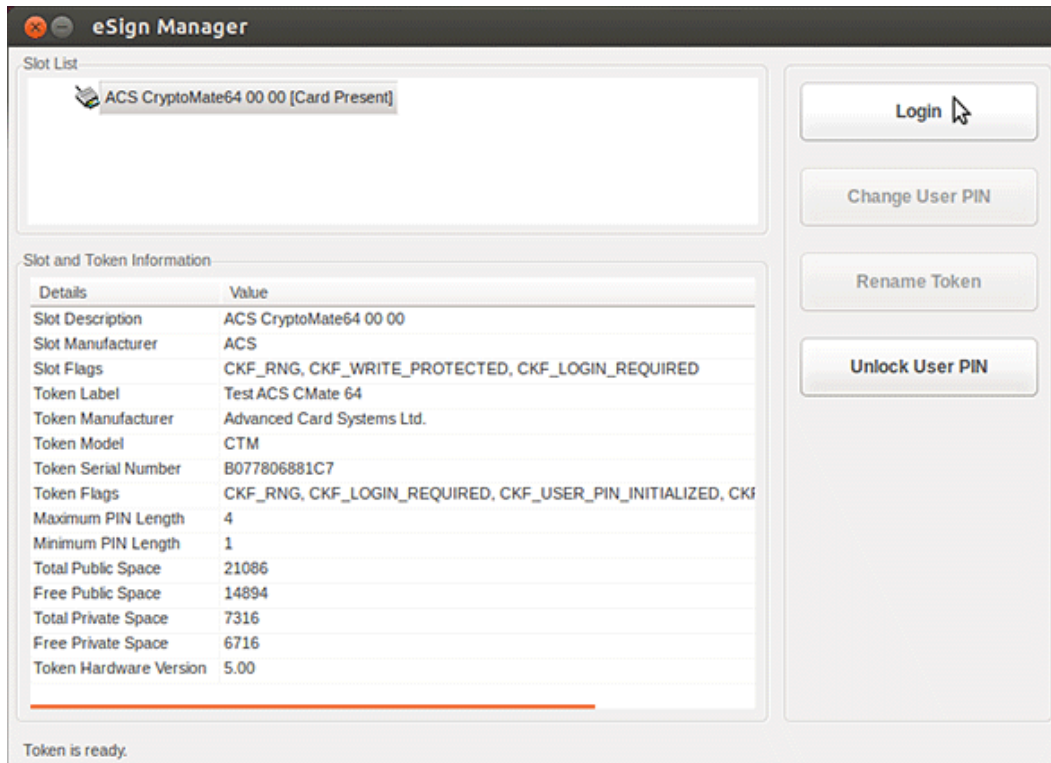 eSign Manager
Slot List
ACS CryptoMate64 00 00 [Card Present]
Login
Change User PIN
Rename Token
Unlock User PIN
Slot and Token Information
Details Value
Slot Description ACS CryptoMate64 00 00
Slot Manufacturer ACS
Slot Flags CKF_RNG, CKF_WRITE_PROTECTED, CKF_LOGIN_REQUIRED
Token Label Test ACS CMate 64
Token Manufacturer Advanced Card Systems Ltd.
Token Model CTM
Token Serial Number B077806881C7
Token Flags CKF_RNG, CKF_LOGIN_REQUIRED, CKF_USER_PIN_INITIALIZED,
Maximum PIN Length 4
Minimum PIN Length 1
Total Public Space 21086
Free Public Space 14894
Total Private Space 7316
Free Private Space 6716
Token Hardware Version 5.00
Token is ready.